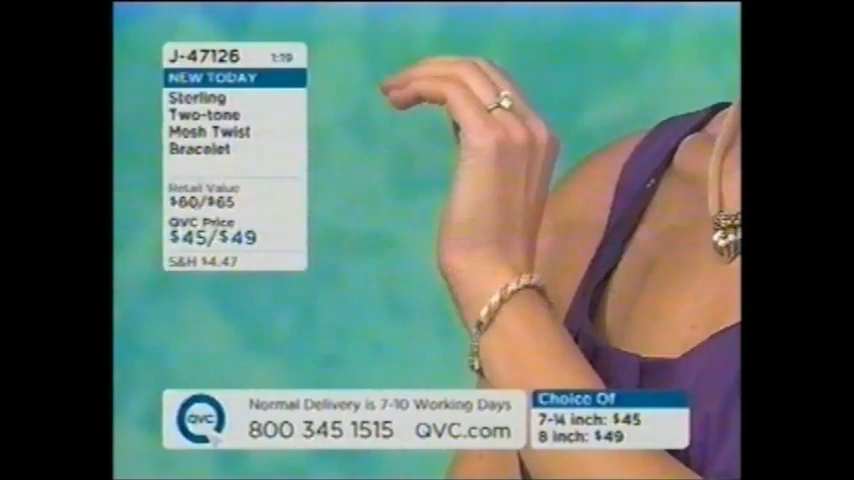 J-47126 1:19
NEW TODAY
Sterling
Two-tone
Mesh Twist
Bracelet
Retail Value
$60/$65
QVC Price
$45/$49
S&H $4.47
QVC
Normal Delivery is 7-10 Working Days
800 345 1515 QVC.com
Choice Of
7-¼ inch: $45
8 inch: $49